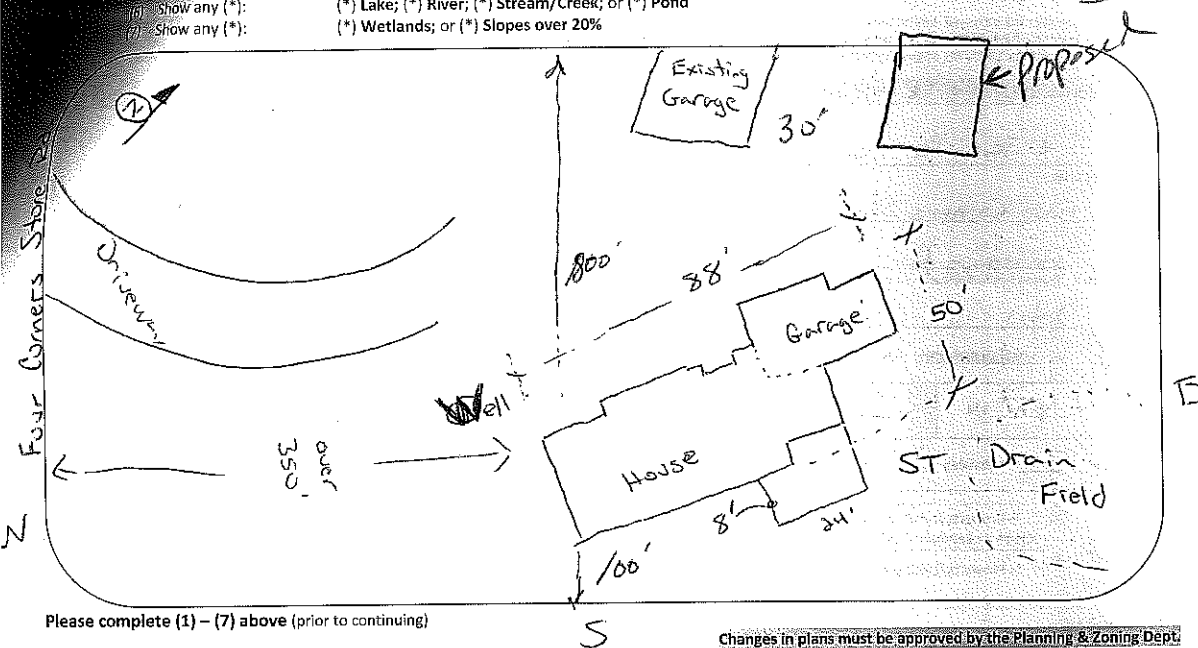 (6) Show any (*): (*) Lake; (*) River; (*) Stream/Creek; or (*) Pond
(7) Show any (*): (*) Wetlands; or (*) Slopes over 20%
proposed
Existing
Garage
30'
N
Four Corners Store
Driveway
800'
88'
50'
Garage
Well
E
over
350'
House
ST
Drain
Field
8'
24'
100'
N
S
Please complete (1) – (7) above (prior to continuing)
Changes in plans must be approved by the Planning & Zoning Dept.